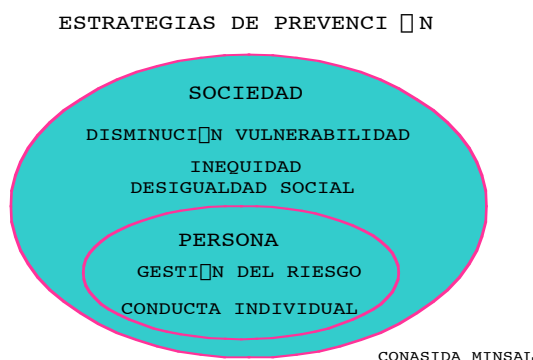 ESTRATEGIAS DE PREVENCI□N
SOCIEDAD
DISMINUCI□N VULNERABILIDAD
INEQUIDAD
DESIGUALDAD SOCIAL
PERSONA
GESTI□N DEL RIESGO
CONDUCTA INDIVIDUAL
CONASIDA MINSAL